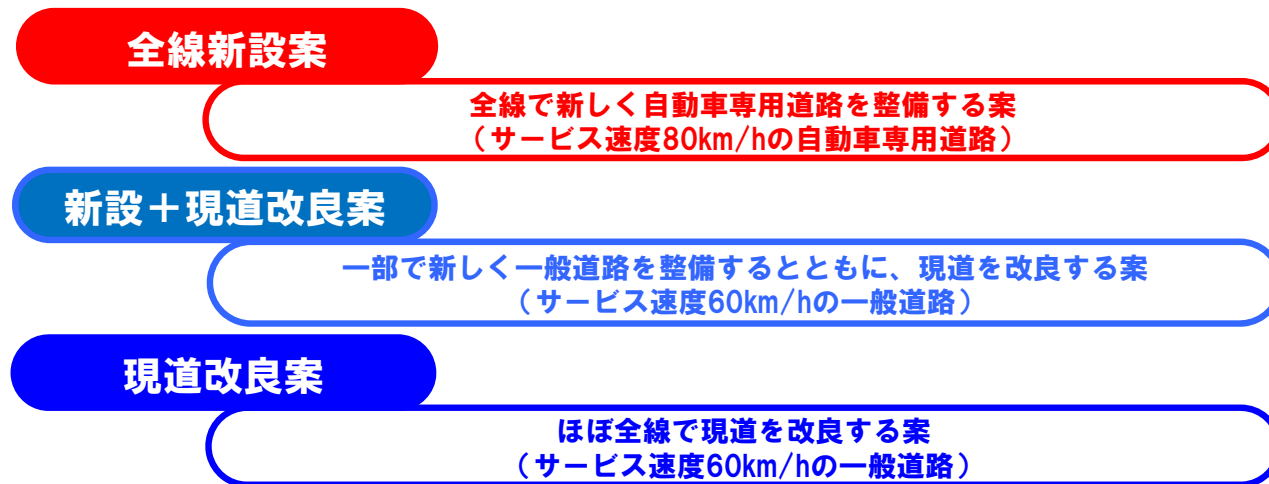 全線新設案
全線で新しく自動車専用道路を整備する案
（サービス速度80km/hの自動車専用道路）
新設＋現道改良案
一部で新しく一般道路を整備するとともに、現道を改良する案
（サービス速度60km/hの一般道路）
現道改良案
ほぼ全線で現道を改良する案
（サービス速度60km/hの一般道路）